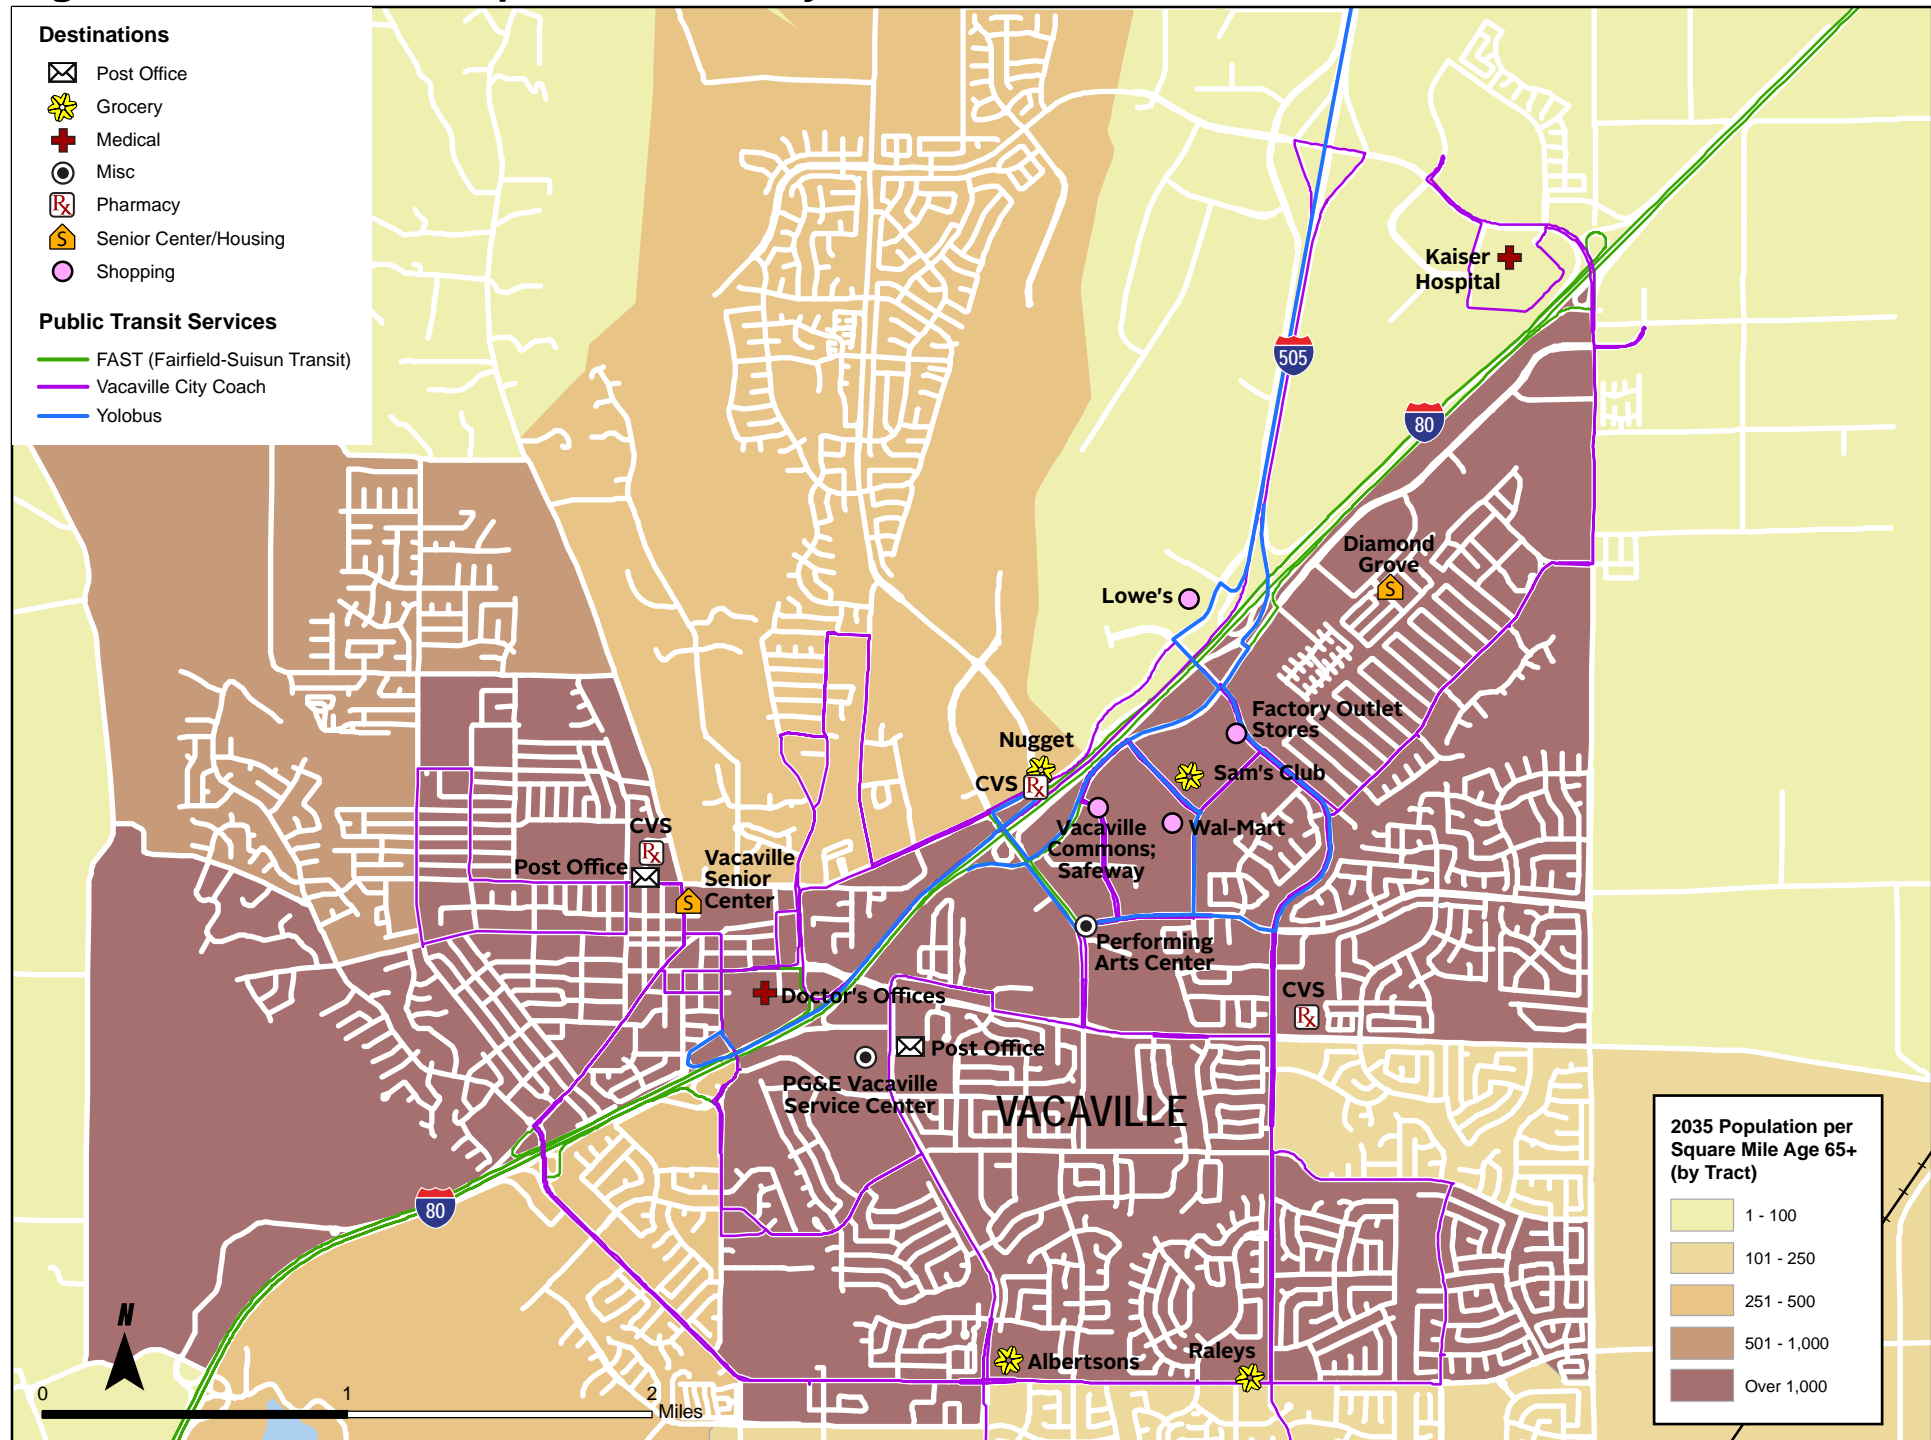 Destinations
Post Office
Grocery
Medical
Misc
Rx
Pharmacy
S
Senior Center/Housing
Shopping
Public Transit Services
FAST (Fairfield-Suisun Transit)
Vacaville City Coach
Yolobus
Kaiser
Hospital
505
80
Diamond
Grove
S
Lowe's
Factory Outlet
Stores
Nugget
CVS
Rx
Sam's Club
Vacaville
Commons;
Safeway
Wal-Mart
CVS
Rx
Post Office
Vacaville
Senior
Center
S
Performing
Arts Center
Doctor's Offices
CVS
Rx
Post Office
PG&E Vacaville
Service Center
VACAVILLE
80
Albertsons
Raleys
N
0
1
2
Miles
2035 Population per
Square Mile Age 65+
(by Tract)
1 - 100
101 - 250
251 - 500
501 - 1,000
Over 1,000